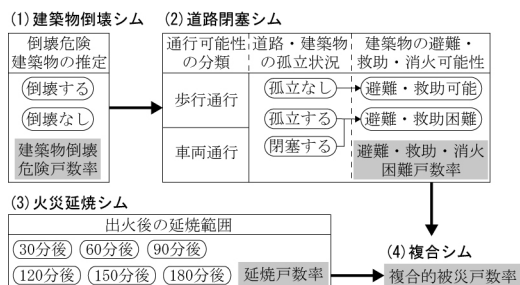 (1) 建築物倒壊シム
倒壊危険
建築物の推定
倒壊する
倒壊なし
建築物倒壊
危険戸数率
(2) 道路閉塞シム
通行可能性
の分類
道路・建築物
の孤立状況
建築物の避難・
救助・消火可能性
歩行通行
車両通行
孤立なし
孤立する
閉塞する
避難・救助可能
避難・救助困難
避難・救助・消火
困難戸数率
(3) 火災延焼シム
出火後の延焼範囲
30分後 60分後 90分後
120分後 150分後 180分後
延焼戸数率
(4) 複合シム
複合的被災戸数率